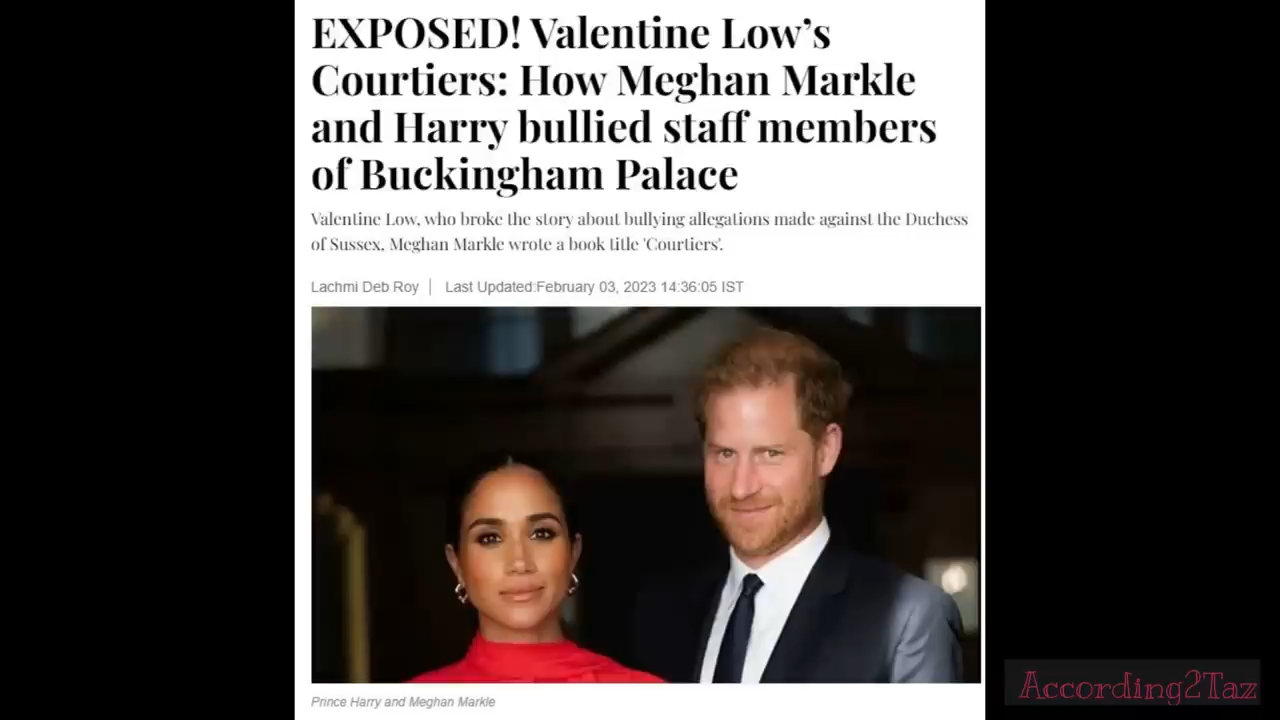 EXPOSED! Valentine Low’s
Courtiers: How Meghan Markle
and Harry bullied staff members
of Buckingham Palace
Valentine Low, who broke the story about bullying allegations made against the Duchess
of Sussex, Meghan Markle wrote a book title 'Courtiers'.
Lachmi Deb Roy | Last Updated:February 03, 2023 14:36:05 IST
Prince Harry and Meghan Markle
According2Taz